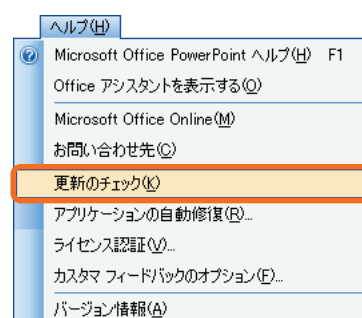 ヘルプ(H)
Microsoft Office PowerPoint ヘルプ(H) F1
Office アシスタントを表示する(O)
Microsoft Office Online(M)
お問い合わせ先(C)
更新のチェック(K)
アプリケーションの自動修復(R)...
ライセンス認証(V)...
カスタマ フィードバックのオプション(F)...
バージョン情報(A)